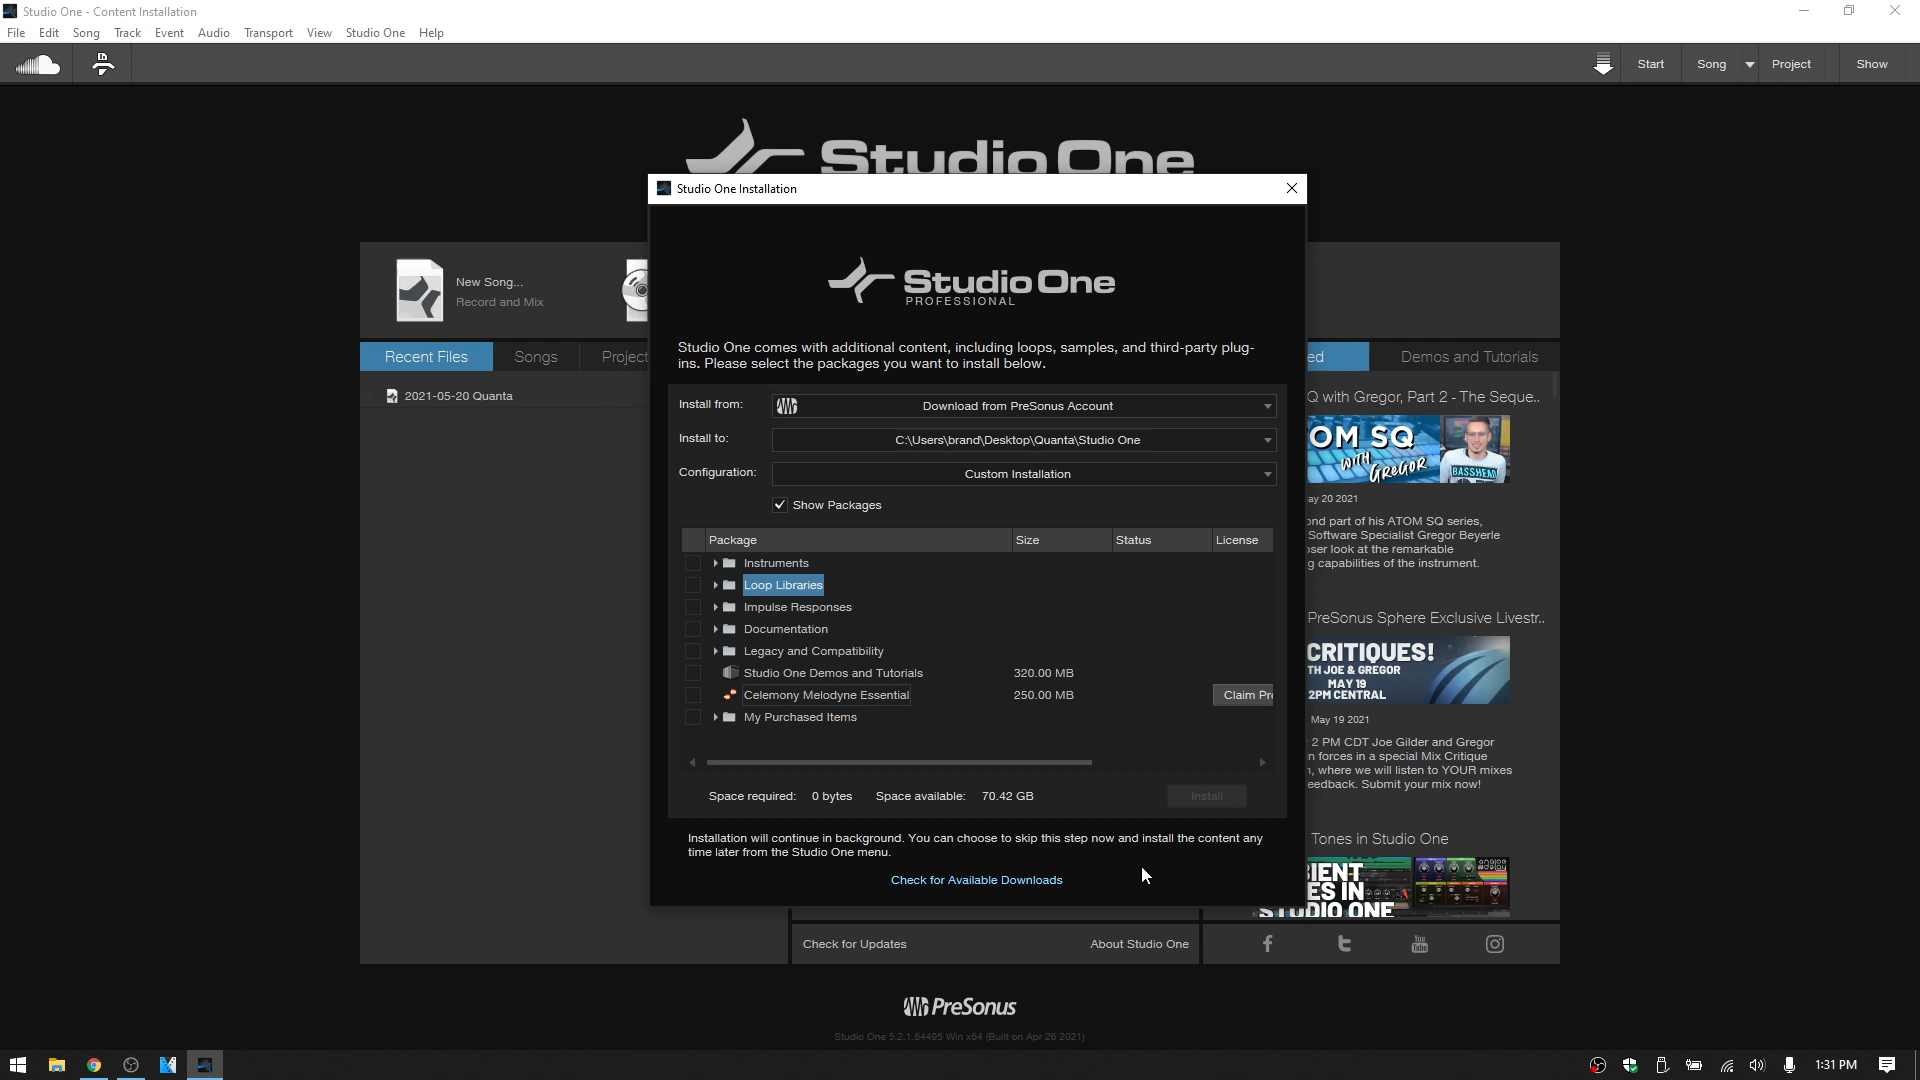 Studio One - Content Installation
File Edit Song Track Event Audio Transport View Studio One Help
Start Song Project Show
Studio One
Studio One Installation
Studio One
PROFESSIONAL
New Song...
Record and Mix
Studio One comes with additional content, including loops, samples, and third-party plug-
ins. Please select the packages you want to install below.
Recent Files Songs Project
Demos and Tutorials
2021-05-20 Quanta
Install from: Download from PreSonus Account
Install to: C:\Users\brand\Desktop\Quanta\Studio One
Configuration: Custom Installation
Show Packages
Package Size Status License
Instruments
Loop Libraries
Impulse Responses
Documentation
Legacy and Compatibility
Studio One Demos and Tutorials 320.00 MB
Celemony Melodyne Essential 250.00 MB Claim Pr
My Purchased Items
Space required: 0 bytes Space available: 70.42 GB Install
Installation will continue in background. You can choose to skip this step now and install the content any
time later from the Studio One menu.
Check for Available Downloads
Q with Gregor, Part 2 - The Seque..
OM SQ
WITH GREGOR
BASSHEAD
ay 20 2021
ond part of his ATOM SQ series,
Software Specialist Gregor Beyerle
oser look at the remarkable
g capabilities of the instrument.
PreSonus Sphere Exclusive Livestr..
CRITIQUES!
TH JOE & GREGOR
MAY 19
2PM CENTRAL
May 19 2021
2 PM CDT Joe Gilder and Gregor
n forces in a special Mix Critique
, where we will listen to YOUR mixes
eedback. Submit your mix now!
Tones in Studio One
IENT
ES IN
STUDIO ONE
Check for Updates About Studio One
You Tube
PreSonus
Studio One 5.2.1.64495 Win x64 (Built on Apr 26 2021)
1:31 PM